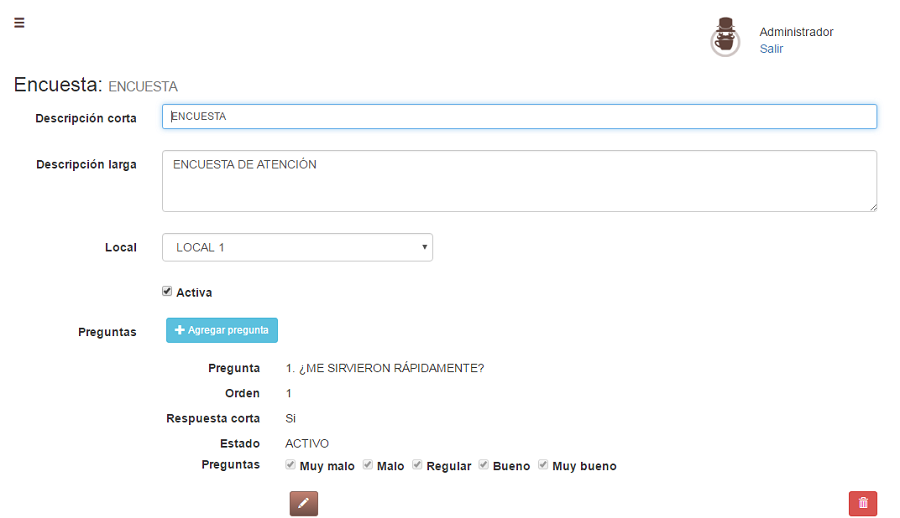 Administrador
Salir
Encuesta: ENCUESTA
Descripción corta ENCUESTA
Descripción larga ENCUESTA DE ATENCIÓN
Local LOCAL 1
Activa
Preguntas Agregar pregunta
Pregunta 1. ¿ME SIRVIERON RÁPIDAMENTE?
Orden 1
Respuesta corta Si
Estado ACTIVO
Preguntas Muy malo Malo Regular Bueno Muy bueno